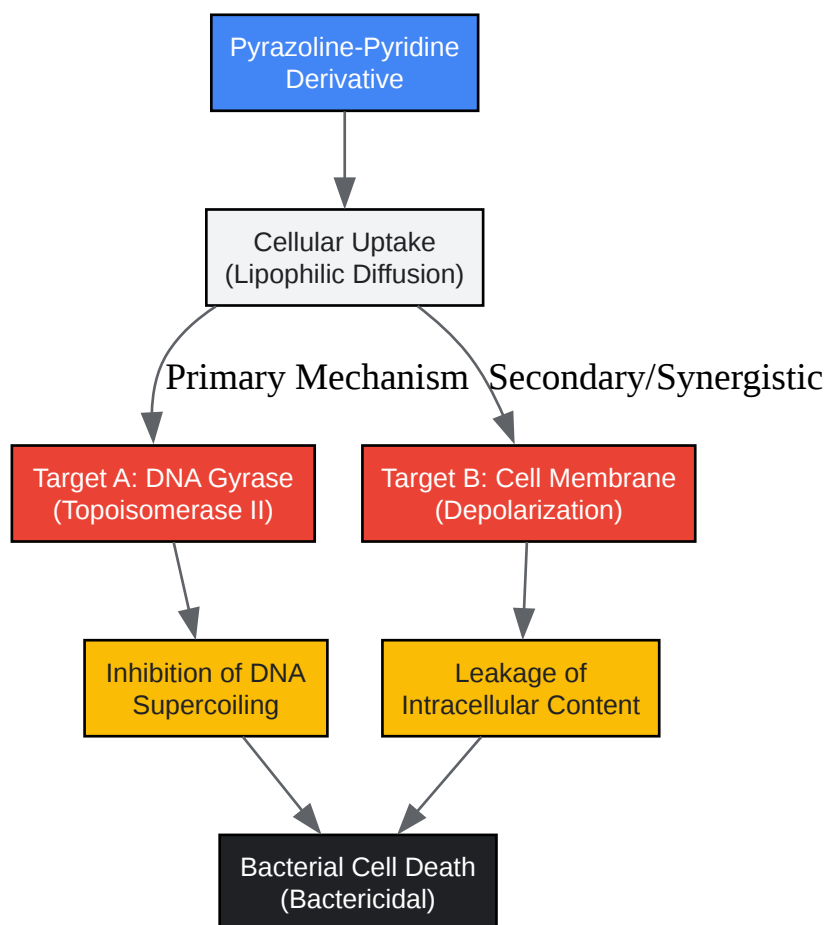 Pyrazoline-Pyridine
Derivative
Cellular Uptake
(Lipophilic Diffusion)
Primary Mechanism
Secondary/Synergistic
Target A: DNA Gyrase
(Topoisomerase II)
Target B: Cell Membrane
(Depolarization)
Inhibition of DNA
Supercoiling
Leakage of
Intracellular Content
Bacterial Cell Death
(Bactericidal)